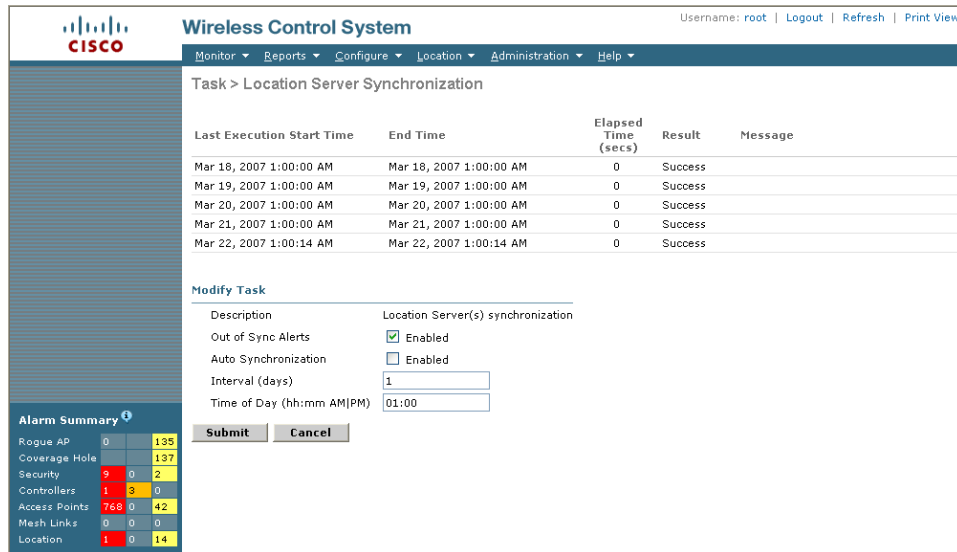 Username: root | Logout | Refresh | Print View
CISCO
Wireless Control System
Monitor Reports Configure Location Administration Help
Task > Location Server Synchronization
Last Execution Start Time End Time Elapsed Time (secs) Result Message
Mar 18, 2007 1:00:00 AM Mar 18, 2007 1:00:00 AM 0 Success
Mar 19, 2007 1:00:00 AM Mar 19, 2007 1:00:00 AM 0 Success
Mar 20, 2007 1:00:00 AM Mar 20, 2007 1:00:00 AM 0 Success
Mar 21, 2007 1:00:00 AM Mar 21, 2007 1:00:00 AM 0 Success
Mar 22, 2007 1:00:14 AM Mar 22, 2007 1:00:14 AM 0 Success
Modify Task
Description Location Server(s) synchronization
Out of Sync Alerts Enabled
Auto Synchronization Enabled
Interval (days) 1
Time of Day (hh:mm AM|PM) 01:00
Submit Cancel
Alarm Summary
Rogue AP 0 135
Coverage Hole 137
Security 9 0 2
Controllers 1 3 0
Access Points 768 0 42
Mesh Links 0 0 0
Location 1 0 14